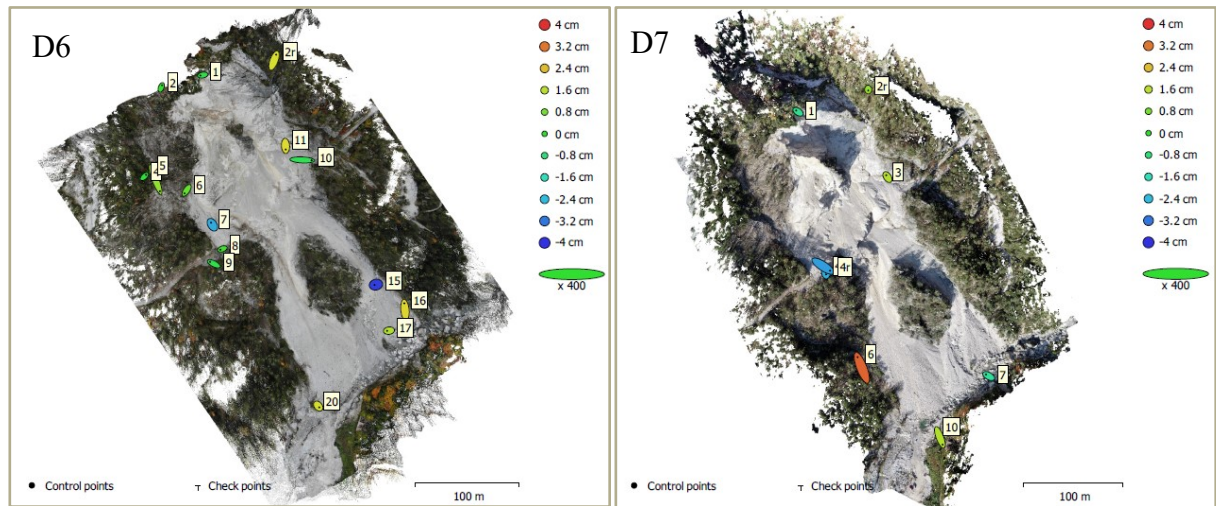 D6
4 cm
3.2 cm
2.4 cm
1.6 cm
0.8 cm
0 cm
-0.8 cm
-1.6 cm
-2.4 cm
-3.2 cm
-4 cm
x 400
2r
1
2
11
10
5
4
6
7
8
9
15
16
17
20
Control points
Check points
100 m
D7
4 cm
3.2 cm
2.4 cm
1.6 cm
0.8 cm
0 cm
-0.8 cm
-1.6 cm
-2.4 cm
-3.2 cm
-4 cm
x 400
2r
1
3
4r
6
7
10
Control points
Check points
100 m